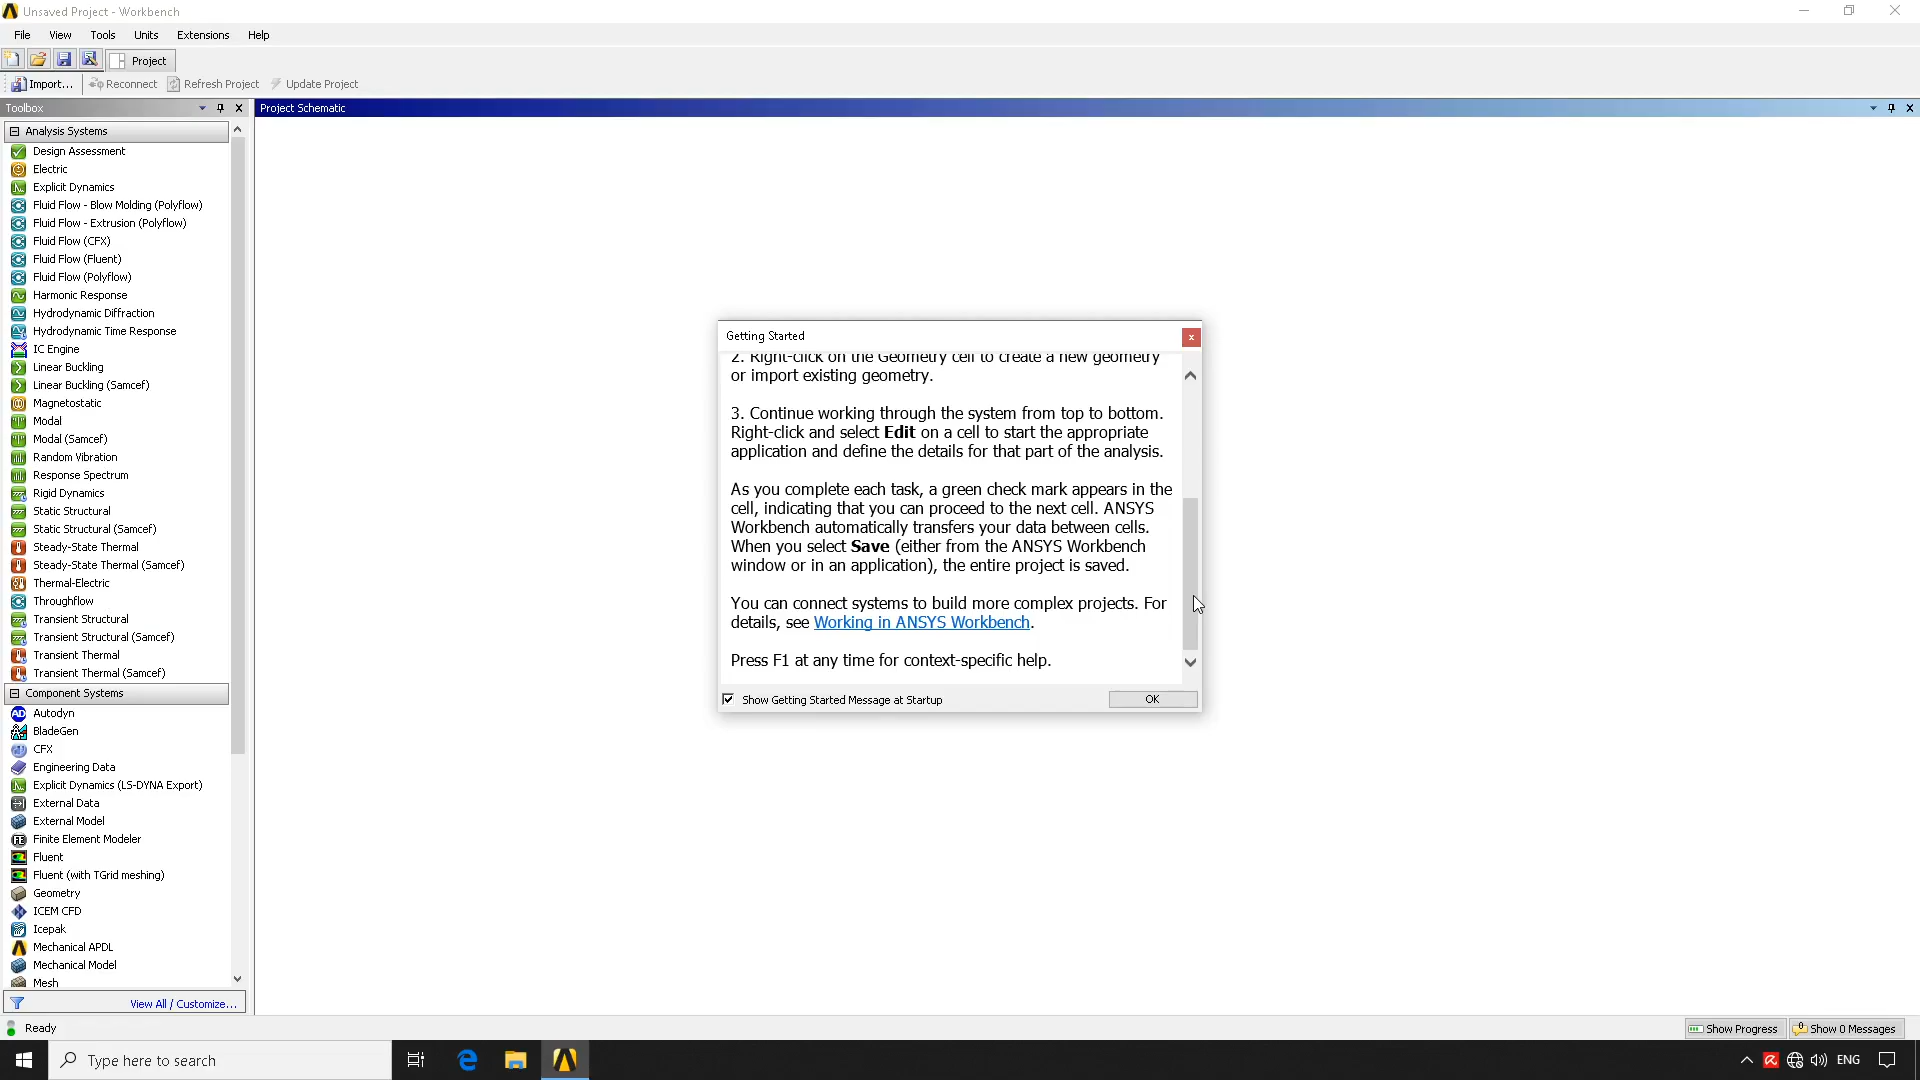 Unsaved Project - Workbench
File View Tools Units Extensions Help
Project
Import... Reconnect Refresh Project Update Project
Toolbox
Project Schematic
Analysis Systems
Design Assessment
Electric
Explicit Dynamics
Fluid Flow - Blow Molding (Polyflow)
Fluid Flow - Extrusion (Polyflow)
Fluid Flow (CFX)
Fluid Flow (Fluent)
Fluid Flow (Polyflow)
Harmonic Response
Hydrodynamic Diffraction
Hydrodynamic Time Response
IC Engine
Linear Buckling
Linear Buckling (Samcef)
Magnetostatic
Modal
Modal (Samcef)
Random Vibration
Response Spectrum
Rigid Dynamics
Static Structural
Static Structural (Samcef)
Steady-State Thermal
Steady-State Thermal (Samcef)
Thermal-Electric
Throughflow
Transient Structural
Transient Structural (Samcef)
Transient Thermal
Transient Thermal (Samcef)
Component Systems
Autodyn
BladeGen
CFX
Engineering Data
Explicit Dynamics (LS-DYNA Export)
External Data
External Model
Finite Element Modeler
Fluent
Fluent (with TGrid meshing)
Geometry
ICEM CFD
Icepak
Mechanical APDL
Mechanical Model
Mesh
View All / Customize...
Getting Started
2. Right-click on the Geometry cell to create a new geometry
or import existing geometry.
3. Continue working through the system from top to bottom.
Right-click and select Edit on a cell to start the appropriate
application and define the details for that part of the analysis.
As you complete each task, a green check mark appears in the
cell, indicating that you can proceed to the next cell. ANSYS
Workbench automatically transfers your data between cells.
When you select Save (either from the ANSYS Workbench
window or in an application), the entire project is saved.
You can connect systems to build more complex projects. For
details, see Working in ANSYS Workbench.
Press F1 at any time for context-specific help.
Show Getting Started Message at Startup
OK
Ready
Show Progress
Show 0 Messages
Type here to search
ENG